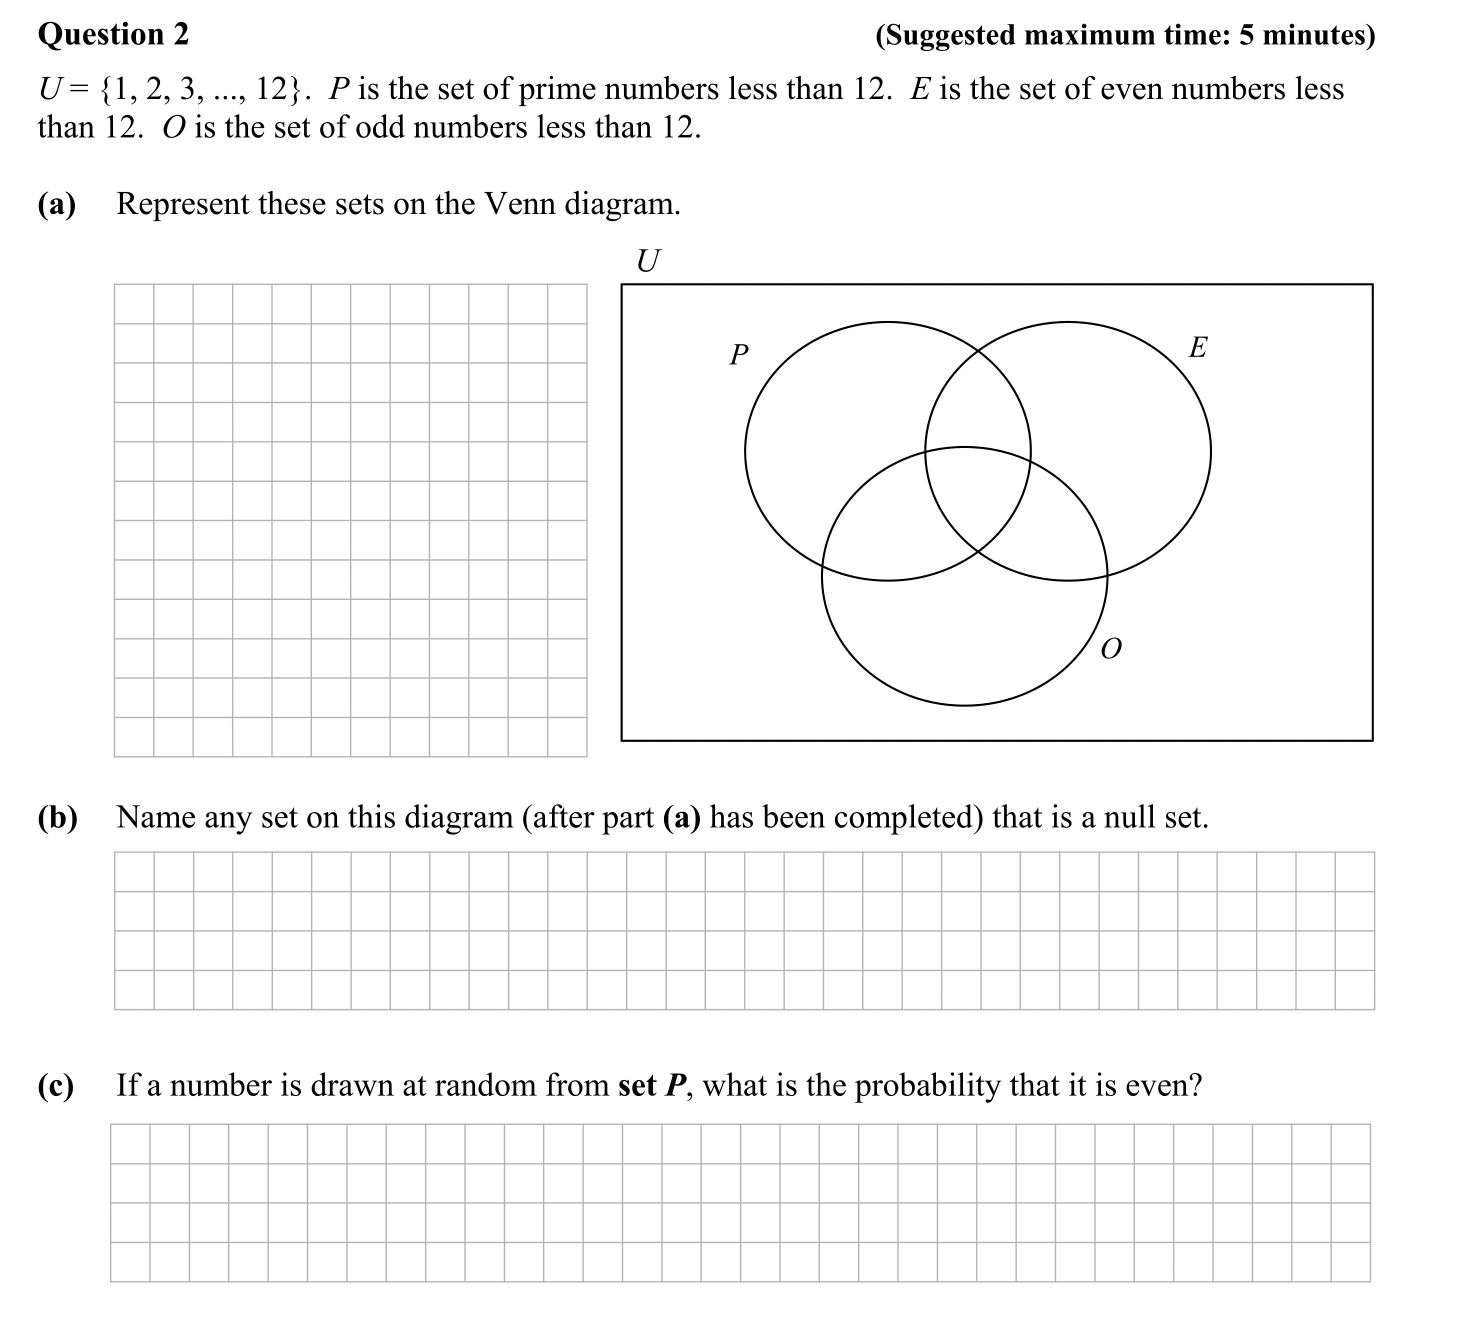 Question 2 (Suggested maximum time: 5 minutes)
U = {1, 2, 3, ..., 12}. P is the set of prime numbers less than 12. E is the set of even numbers less
than 12. O is the set of odd numbers less than 12.
(a) Represent these sets on the Venn diagram.
U
P
E
O
(b) Name any set on this diagram (after part (a) has been completed) that is a null set.
(c) If a number is drawn at random from set P, what is the probability that it is even?